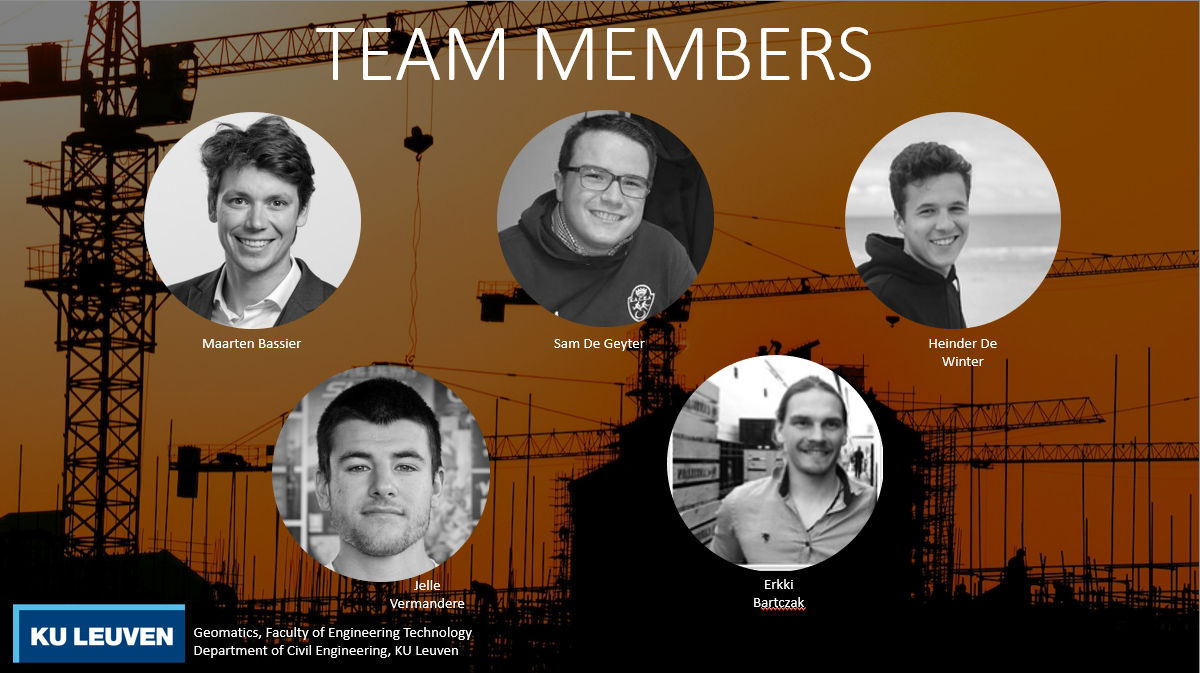 TEAM MEMBERS
Maarten Bassier
Sam De Geyter
Heinder De
Winter
Jelle
Vermandere
Erkki
Bartczak
KU LEUVEN
Geomatics, Faculty of Engineering Technology
Department of Civil Engineering, KU Leuven